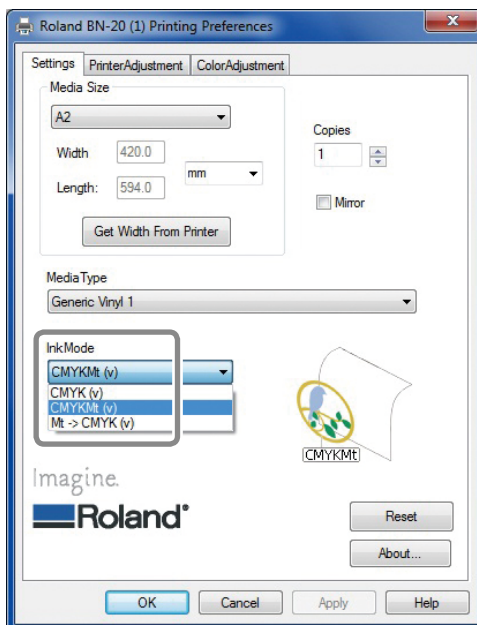 Roland BN-20 (1) Printing Preferences
X
Settings PrinterAdjustment ColorAdjustment
Media Size
A2
Width 420.0
mm
Length: 594.0
Get Width From Printer
Copies
1
Mirror
MediaType
Generic Vinyl 1
InkMode
CMYKMt (v)
CMYK (v)
CMYKMt (v)
Mt -> CMYK (v)
CMYKMt
Imagine.
Roland®
Reset
About...
OK Cancel Apply Help